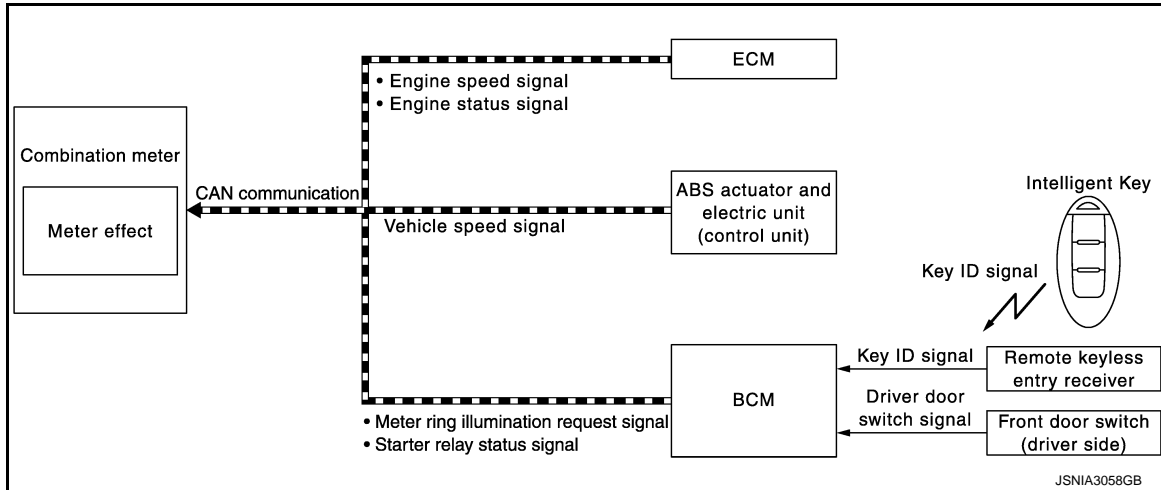 ECM
• Engine speed signal
• Engine status signal
Combination meter
Meter effect
CAN communication
Vehicle speed signal
ABS actuator and
electric unit
(control unit)
Intelligent Key
Key ID signal
BCM
Key ID signal
Remote keyless
entry receiver
Driver door
switch signal
Front door switch
(driver side)
• Meter ring illumination request signal
• Starter relay status signal
JSNIA3058GB